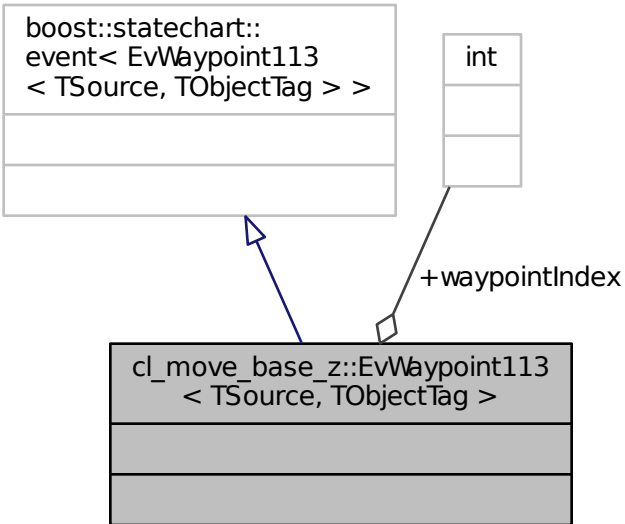 boost::statechart::
event< EvWaypoint113
< TSource, TObjectTag > >
int
+waypointIndex
cl_move_base_z::EvWaypoint113
< TSource, TObjectTag >